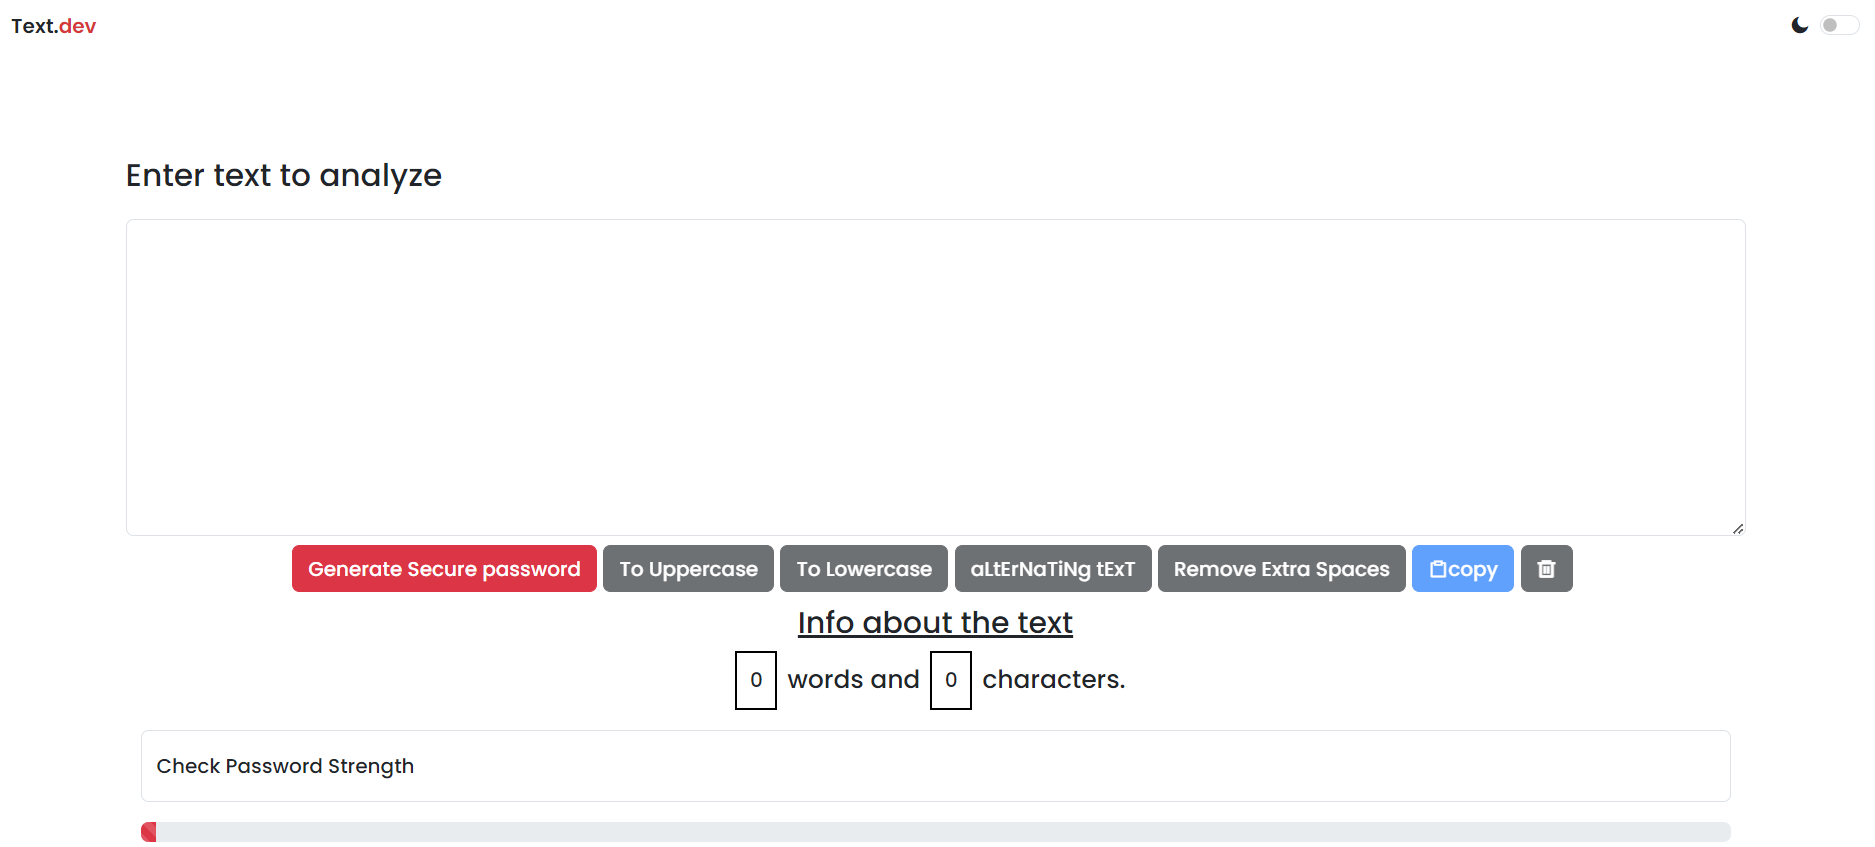 Text.dev
Enter text to analyze
Generate Secure password To Uppercase To Lowercase aLtErNaTiNg tExT Remove Extra Spaces copy
Info about the text
0 words and 0 characters.
Check Password Strength